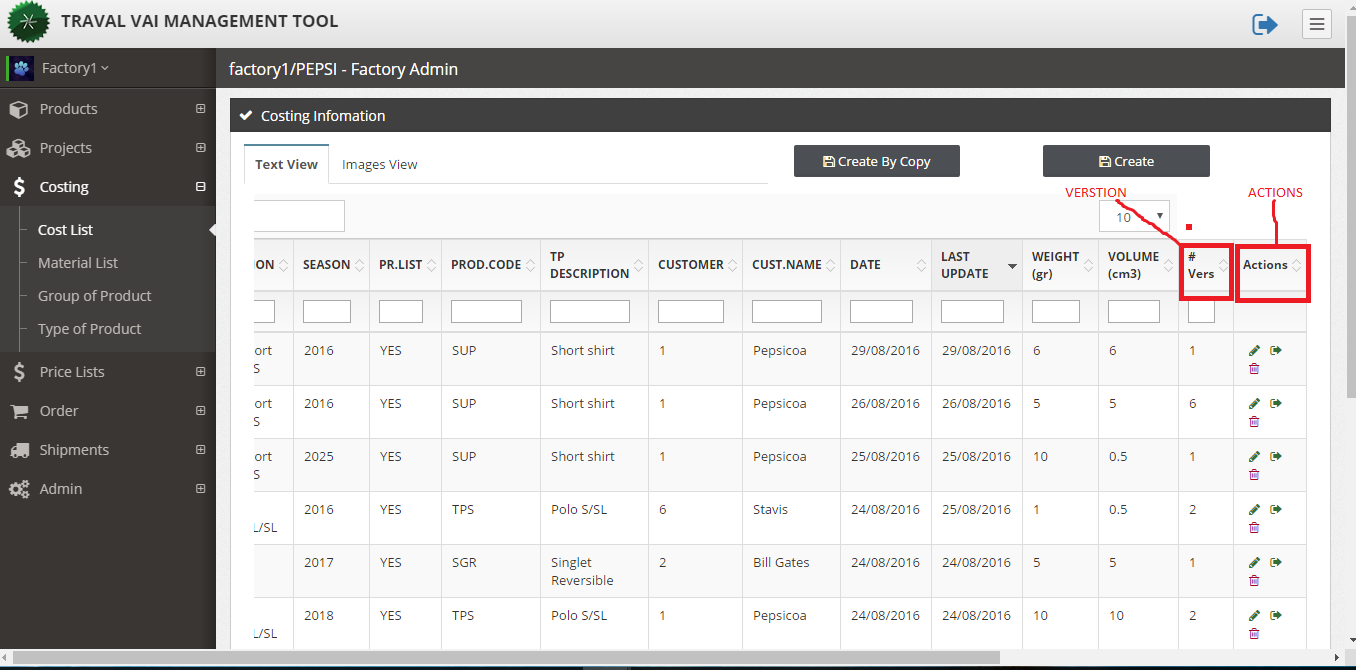 TRAVAL VAI MANAGEMENT TOOL
Factory1
factory1/PEPSI - Factory Admin
Products
Projects
Costing
Cost List
Material List
Group of Product
Type of Product
Price Lists
Order
Shipments
Admin
Costing Infomation
Text View Images View Create By Copy Create
VERSTION ACTIONS
10
ION SEASON PR.LIST PROD.CODE TP DESCRIPTION CUSTOMER CUST.NAME DATE LAST UPDATE WEIGHT (gr) VOLUME (cm3) # Vers Actions
ort 2016 YES SUP Short shirt 1 Pepsicoa 29/08/2016 29/08/2016 6 6 1
S
ort 2016 YES SUP Short shirt 1 Pepsicoa 26/08/2016 26/08/2016 5 5 6
S
ort 2025 YES SUP Short shirt 1 Pepsicoa 25/08/2016 25/08/2016 10 0.5 1
S
2016 YES TPS Polo S/SL 6 Stavis 24/08/2016 25/08/2016 1 0.5 2
L/SL
2017 YES SGR Singlet 2 Bill Gates 24/08/2016 24/08/2016 5 5 1
Reversible
2018 YES TPS Polo S/SL 1 Pepsicoa 24/08/2016 24/08/2016 10 10 2
L/SL